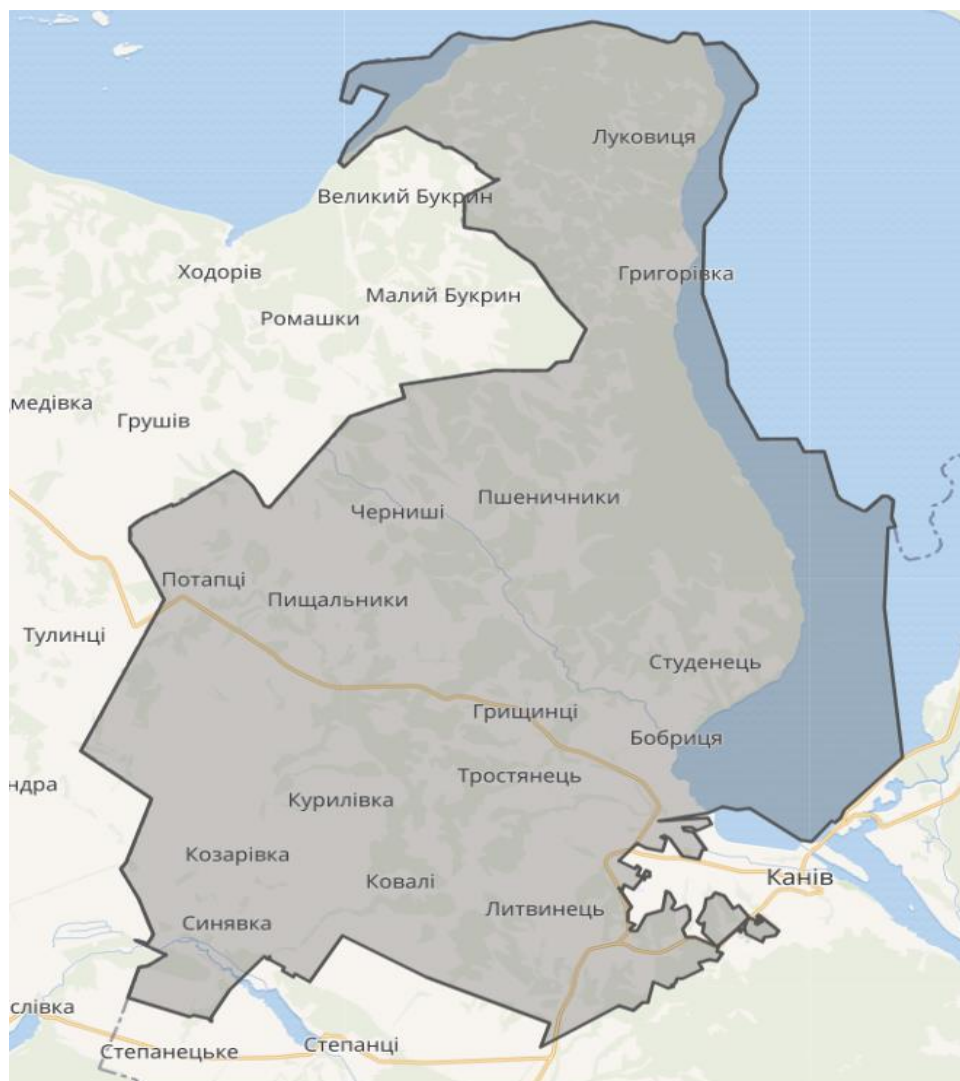 Луковиця
Великий Букрин
Ходорів
Григорівка
Малий Букрин
Ромашки
медівка
Грушів
Пшеничники
Черниші
Потапці
Пищальники
Тулинці
Студенець
Грищинці
Бобриця
Тростянець
ндра
Курилівка
Козарівка
Ковалі
Канів
Литвинець
Синявка
слівка
Степанці
Степанецьке